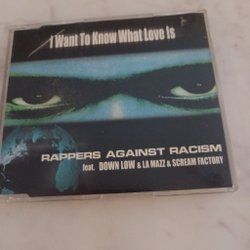 I Want To Know What Love Is
RAPPERS AGAINST RACISM
feat. DOWN LOW & LA MAZZ & SCREAM FACTORY